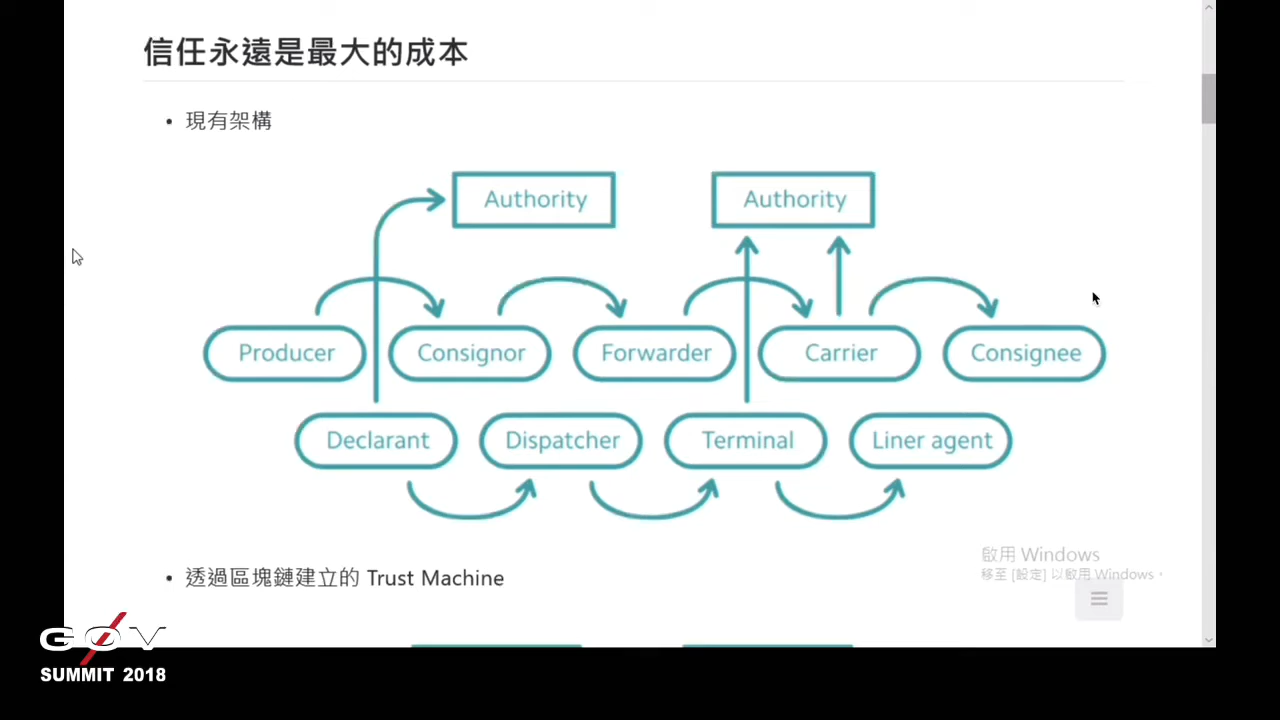 信任永遠是最大的成本
• 現有架構
Authority
Authority
Producer
Consignor
Forwarder
Carrier
Consignee
Declarant
Dispatcher
Terminal
Liner agent
• 透過區塊鏈建立的 Trust Machine
啟用 Windows
移至 [設定] 以啟用 Windows。
GØV
SUMMIT 2018